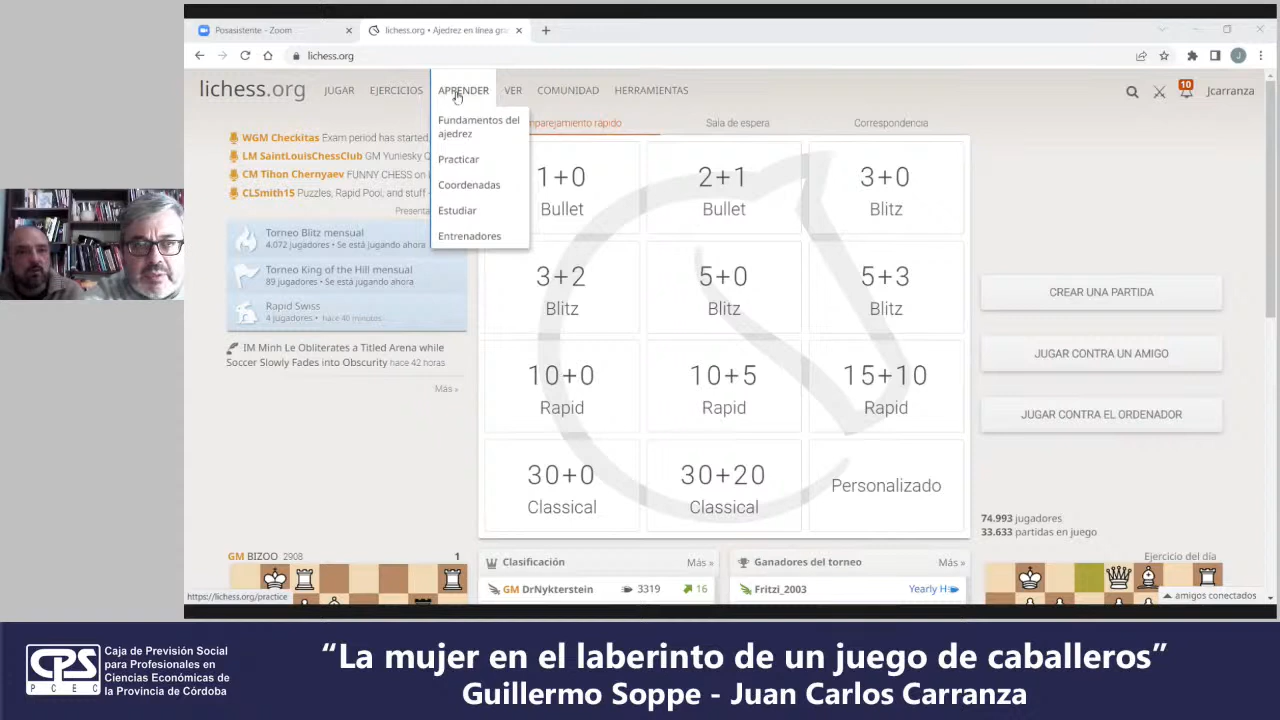 Posasistente - Zoom
lichess.org • Ajedrez en línea gra
lichess.org
J
lichess.org
JUGAR
EJERCICIOS
APRENDER
VER
COMUNIDAD
HERRAMIENTAS
10
Jcarranza
Fundamentos del
ajedrez
Practicar
Coordenadas
Estudiar
Entrenadores
WGM Checkitas Exam period has started
LM SaintLouisChessClub GM Yuniesky Q
CM Tihon Chernyaev FUNNY CHESS on
CLSmith15 Puzzles, Rapid Pool, and stuff
Presenta
Torneo Blitz mensual
4.072 jugadores • Se está jugando ahora
Torneo King of the Hill mensual
89 jugadores • Se está jugando ahora
Rapid Swiss
4 jugadores • hace 40 minutos
IM Minh Le Obliterates a Titled Arena while
Soccer Slowly Fades into Obscurity hace 42 horas
Más »
mparejamiento rápido
Sala de espera
Correspondencia
1+0
Bullet
2+1
Bullet
3+0
Blitz
3+2
Blitz
5+0
Blitz
5+3
Blitz
10+0
Rapid
10+5
Rapid
15+10
Rapid
30+0
Classical
30+20
Classical
Personalizado
CREAR UNA PARTIDA
JUGAR CONTRA UN AMIGO
JUGAR CONTRA EL ORDENADOR
74.993 jugadores
33.633 partidas en juego
GM BIZOO 2908
1
Clasificación
Más »
GM DrNykterstein
3319
16
Ganadores del torneo
Más »
Fritzi_2003
Yearly H
Ejercicio del día
amigos conectados
https://lichess.org/practice
CPS
PCEC
Caja de Previsión Social
para Profesionales en
Ciencias Económicas de
la Provincia de Córdoba
“La mujer en el laberinto de un juego de caballeros”
Guillermo Soppe - Juan Carlos Carranza